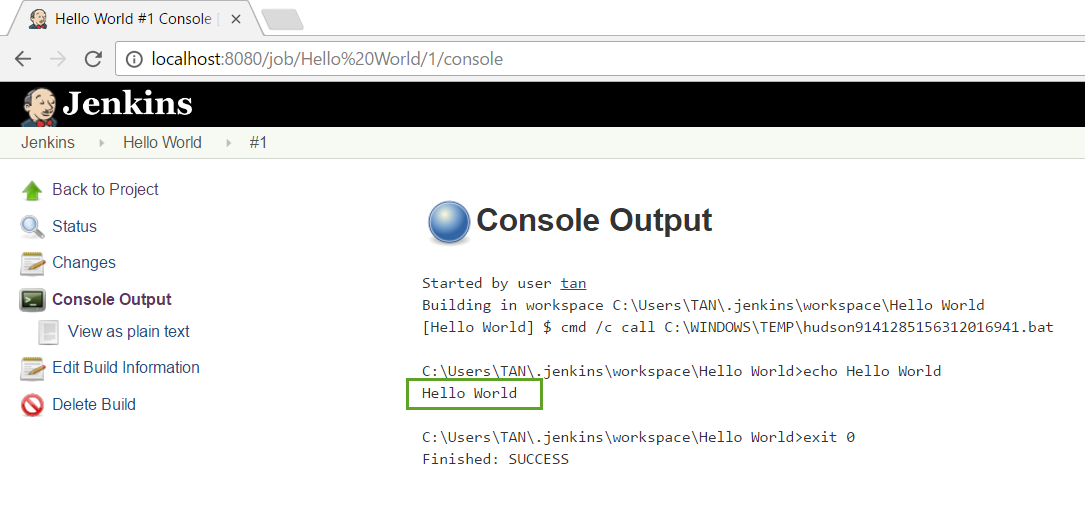 Hello World #1 Console
localhost:8080/job/Hello%20World/1/console
Jenkins
Jenkins Hello World #1
Back to Project
Status
Changes
Console Output
View as plain text
Edit Build Information
Delete Build
Console Output
Started by user tan
Building in workspace C:\Users\TAN\.jenkins\workspace\Hello World
[Hello World] $ cmd /c call C:\WINDOWS\TEMP\hudson9141285156312016941.bat
C:\Users\TAN\.jenkins\workspace\Hello World>echo Hello World
Hello World
C:\Users\TAN\.jenkins\workspace\Hello World>exit 0
Finished: SUCCESS